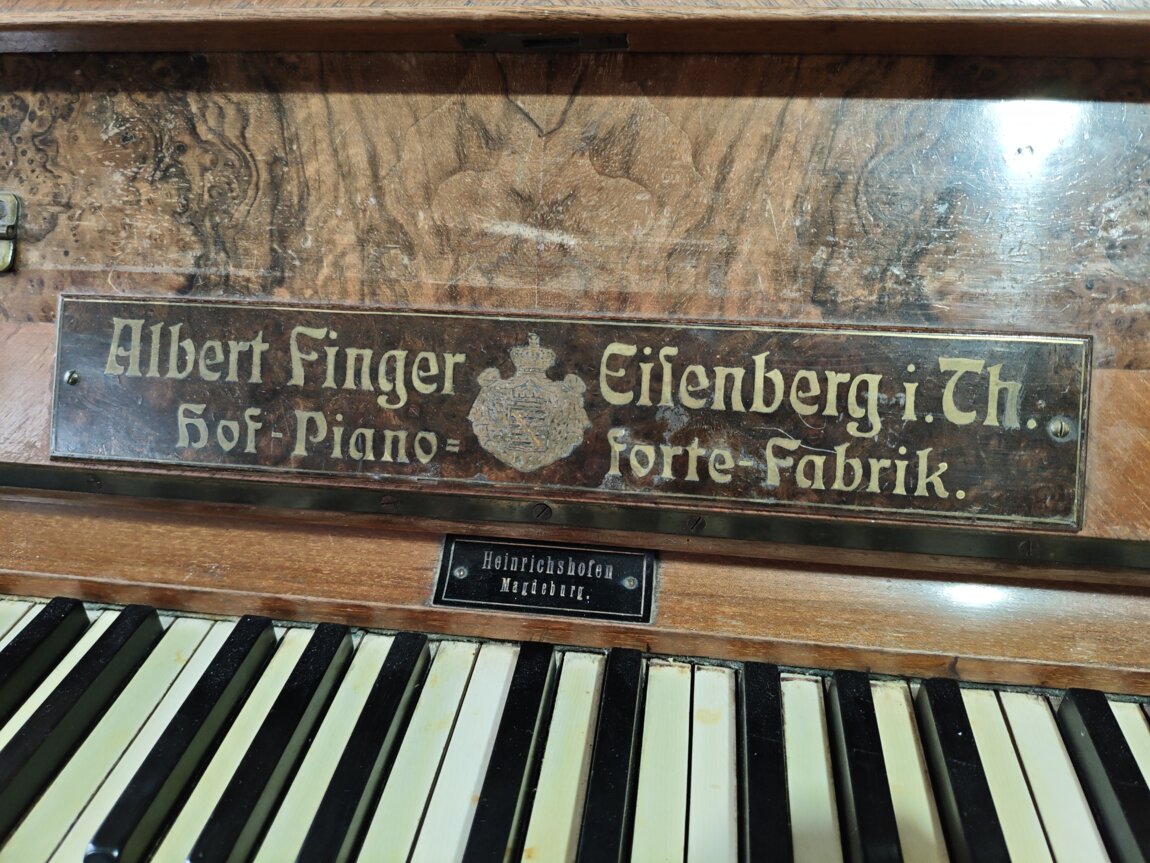 Albert Finger Eiſenberg i. Th.
Hof-Piano= forte-Fabrik.
Heinrichshofen
Magdeburg.